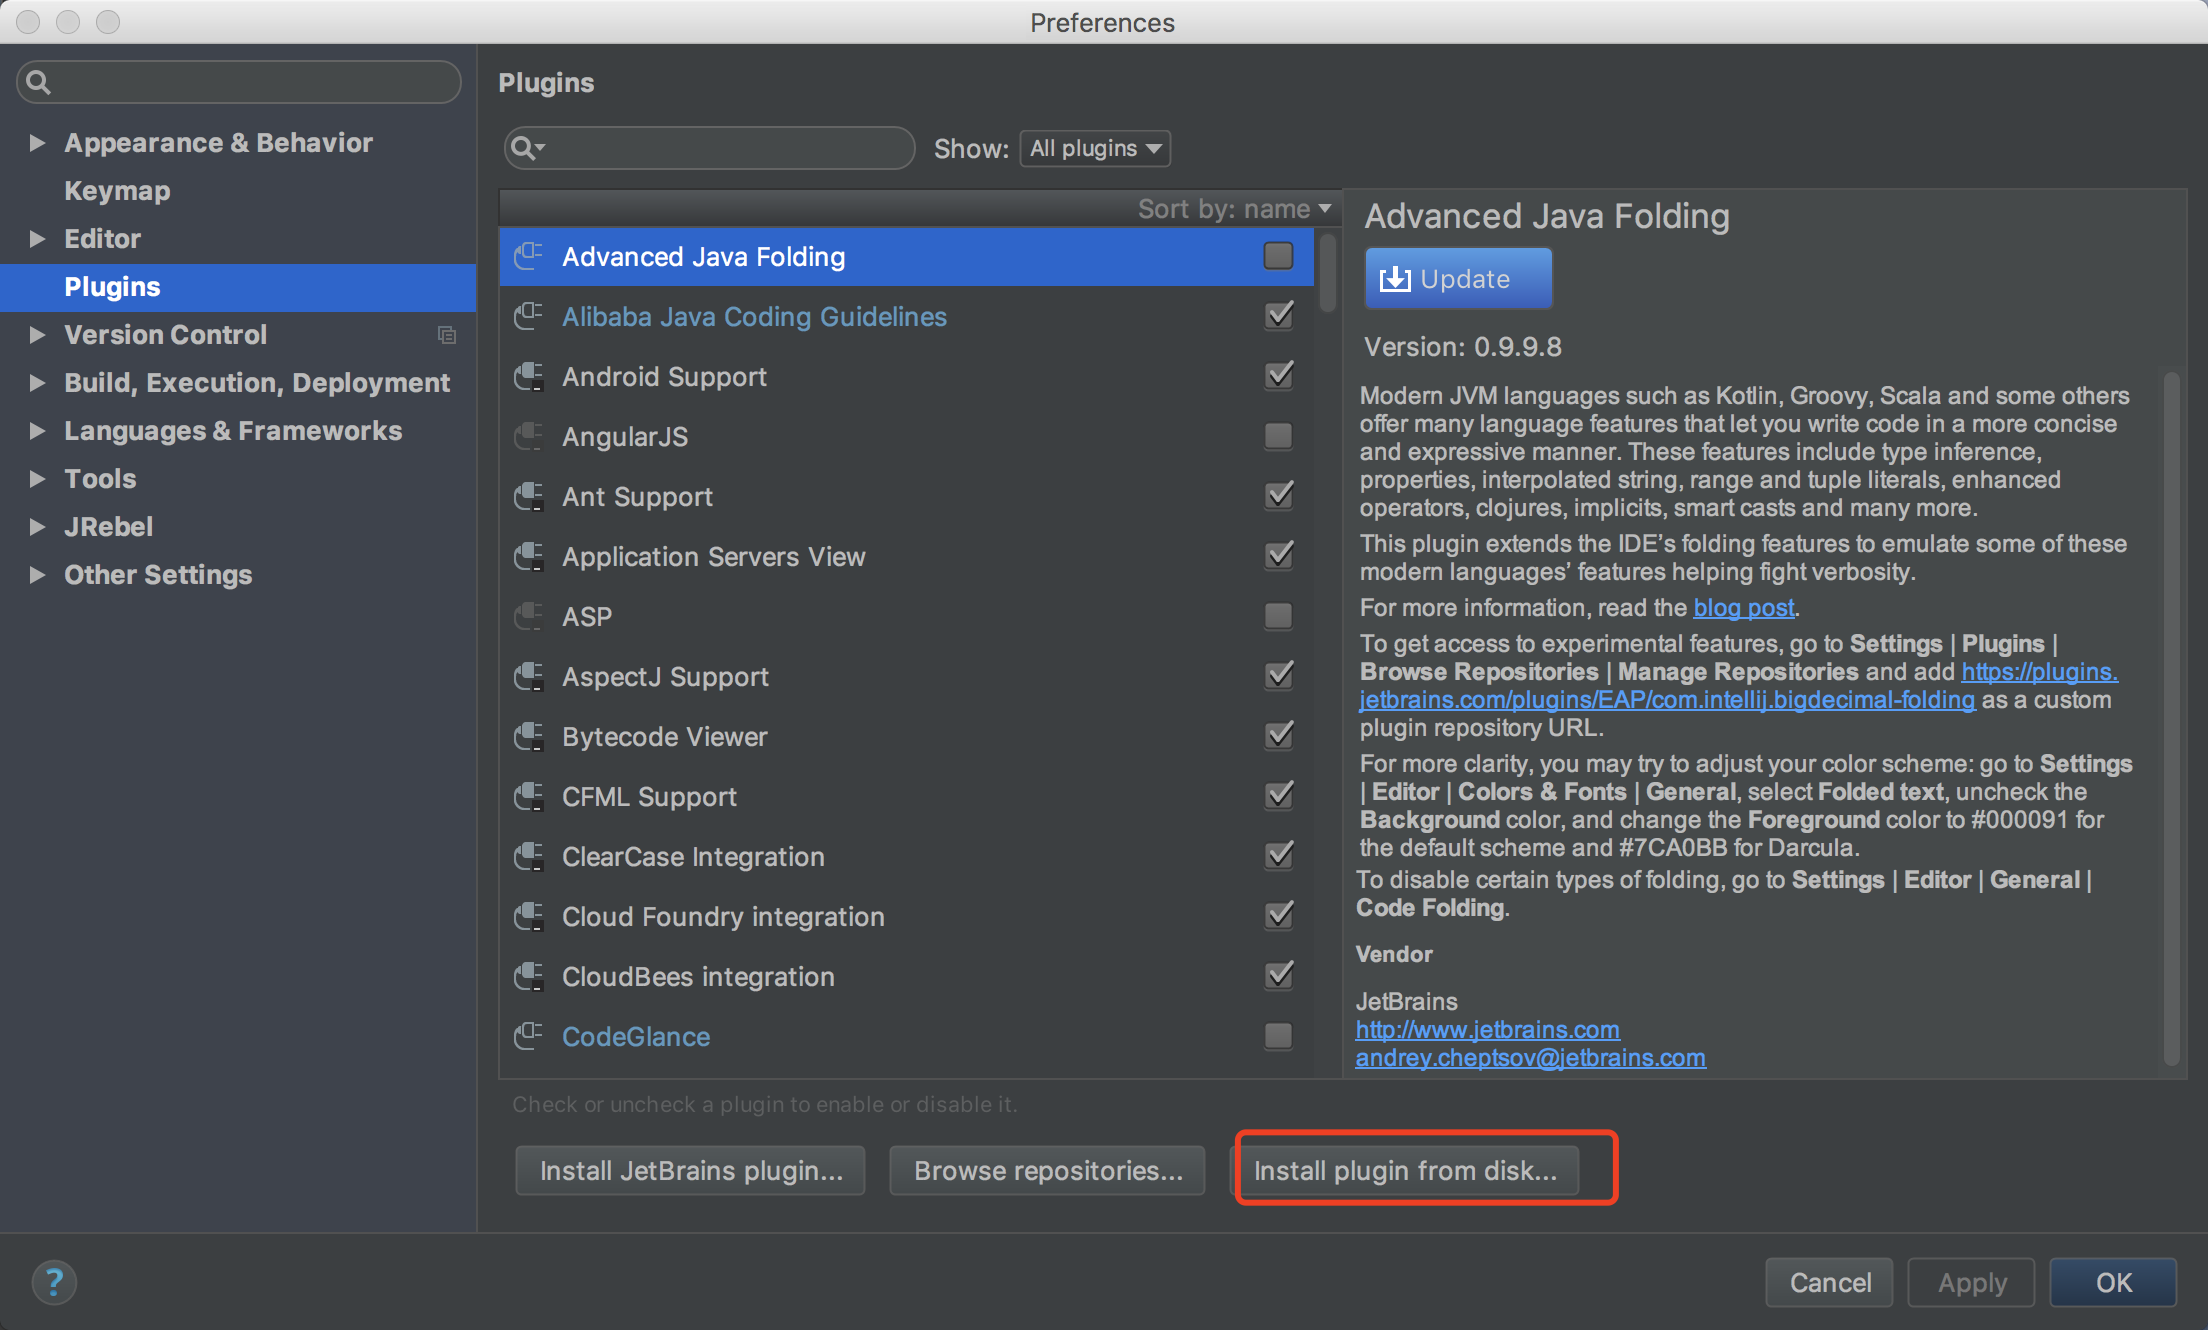 Preferences
Appearance & Behavior
Keymap
Editor
Plugins
Version Control
Build, Execution, Deployment
Languages & Frameworks
Tools
JRebel
Other Settings
Plugins
Show: All plugins
Sort by: name
Advanced Java Folding
Alibaba Java Coding Guidelines
Android Support
AngularJS
Ant Support
Application Servers View
ASP
AspectJ Support
Bytecode Viewer
CFML Support
ClearCase Integration
Cloud Foundry integration
CloudBees integration
CodeGlance
Advanced Java Folding
Update
Version: 0.9.9.8
Modern JVM languages such as Kotlin, Groovy, Scala and some others
offer many language features that let you write code in a more concise
and expressive manner. These features include type inference,
properties, interpolated string, range and tuple literals, enhanced
operators, clojures, implicits, smart casts and many more.
This plugin extends the IDE's folding features to emulate some of these
modern languages' features helping fight verbosity.
For more information, read the blog post.
To get access to experimental features, go to Settings | Plugins |
Browse Repositories | Manage Repositories and add https://plugins.
jetbrains.com/plugins/EAP/com.intellij.bigdecimal-folding as a custom
plugin repository URL.
For more clarity, you may try to adjust your color scheme: go to Settings
| Editor | Colors & Fonts | General, select Folded text, uncheck the
Background color, and change the Foreground color to #000091 for
the default scheme and #7CA0BB for Darcula.
To disable certain types of folding, go to Settings | Editor | General |
Code Folding.
Vendor
JetBrains
http://www.jetbrains.com
andrey.cheptsov@jetbrains.com
Check or uncheck a plugin to enable or disable it.
Install JetBrains plugin...
Browse repositories...
Install plugin from disk...
?
Cancel
Apply
OK